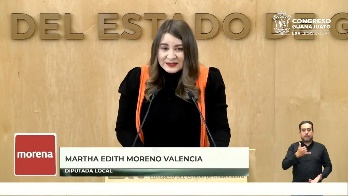 DEL ESTADO DE G
CONGRESO
GUANAJUATO
morena
MARTHA EDITH MORENO VALENCIA
DIPUTADA LOCAL